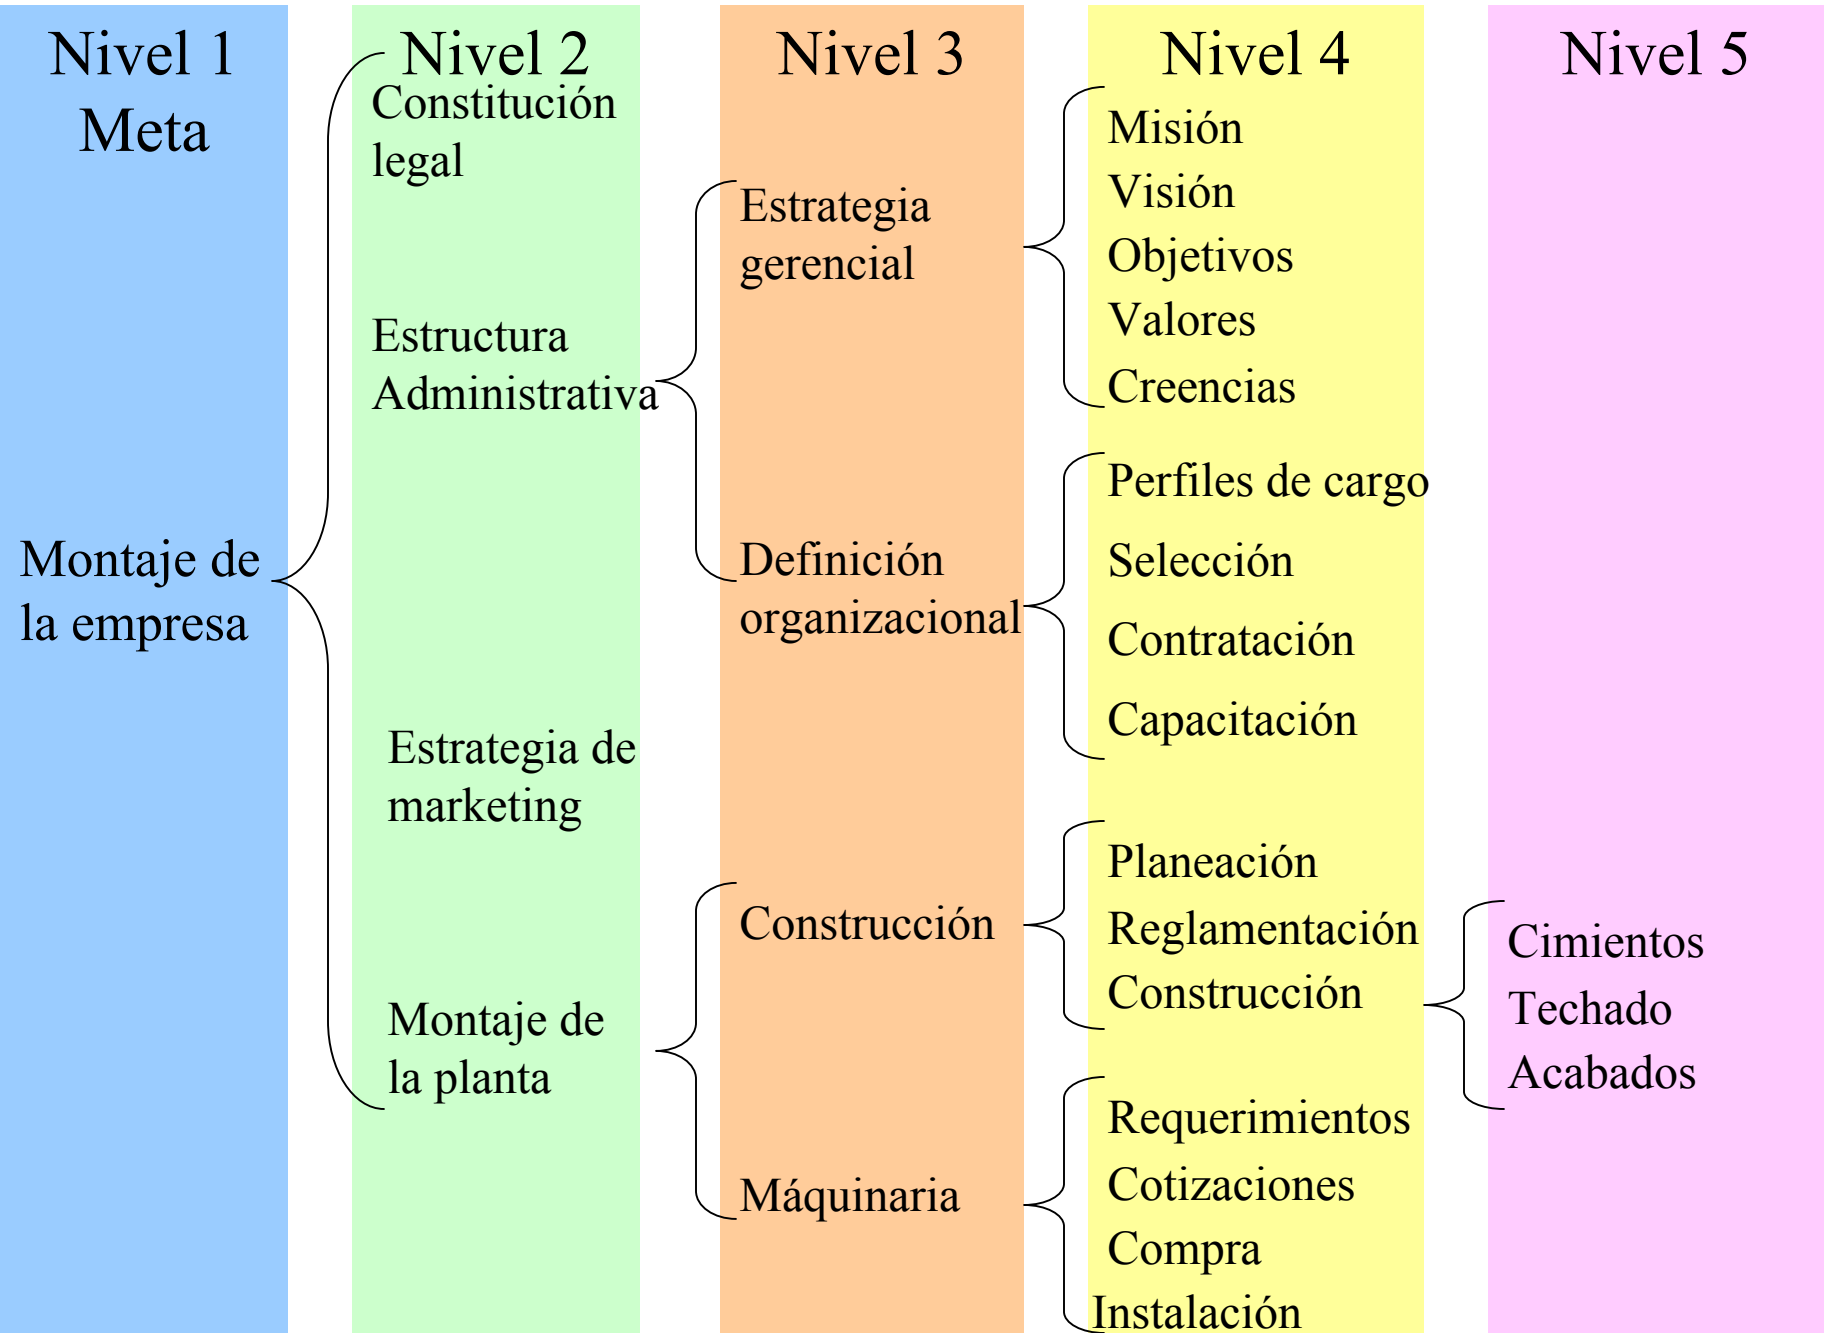 Nivel 1
Meta
Montaje de
la empresa
Nivel 2
Constitución
legal
Estructura
Administrativa
Estrategia de
marketing
Montaje de
la planta
Nivel 3
Estrategia
gerencial
Definición
organizacional
Construcción
Máquinaria
Nivel 4
Misión
Visión
Objetivos
Valores
Creencias
Perfiles de cargo
Selección
Contratación
Capacitación
Planeación
Reglamentación
Construcción
Requerimientos
Cotizaciones
Compra
Instalación
Nivel 5
Cimientos
Techado
Acabados